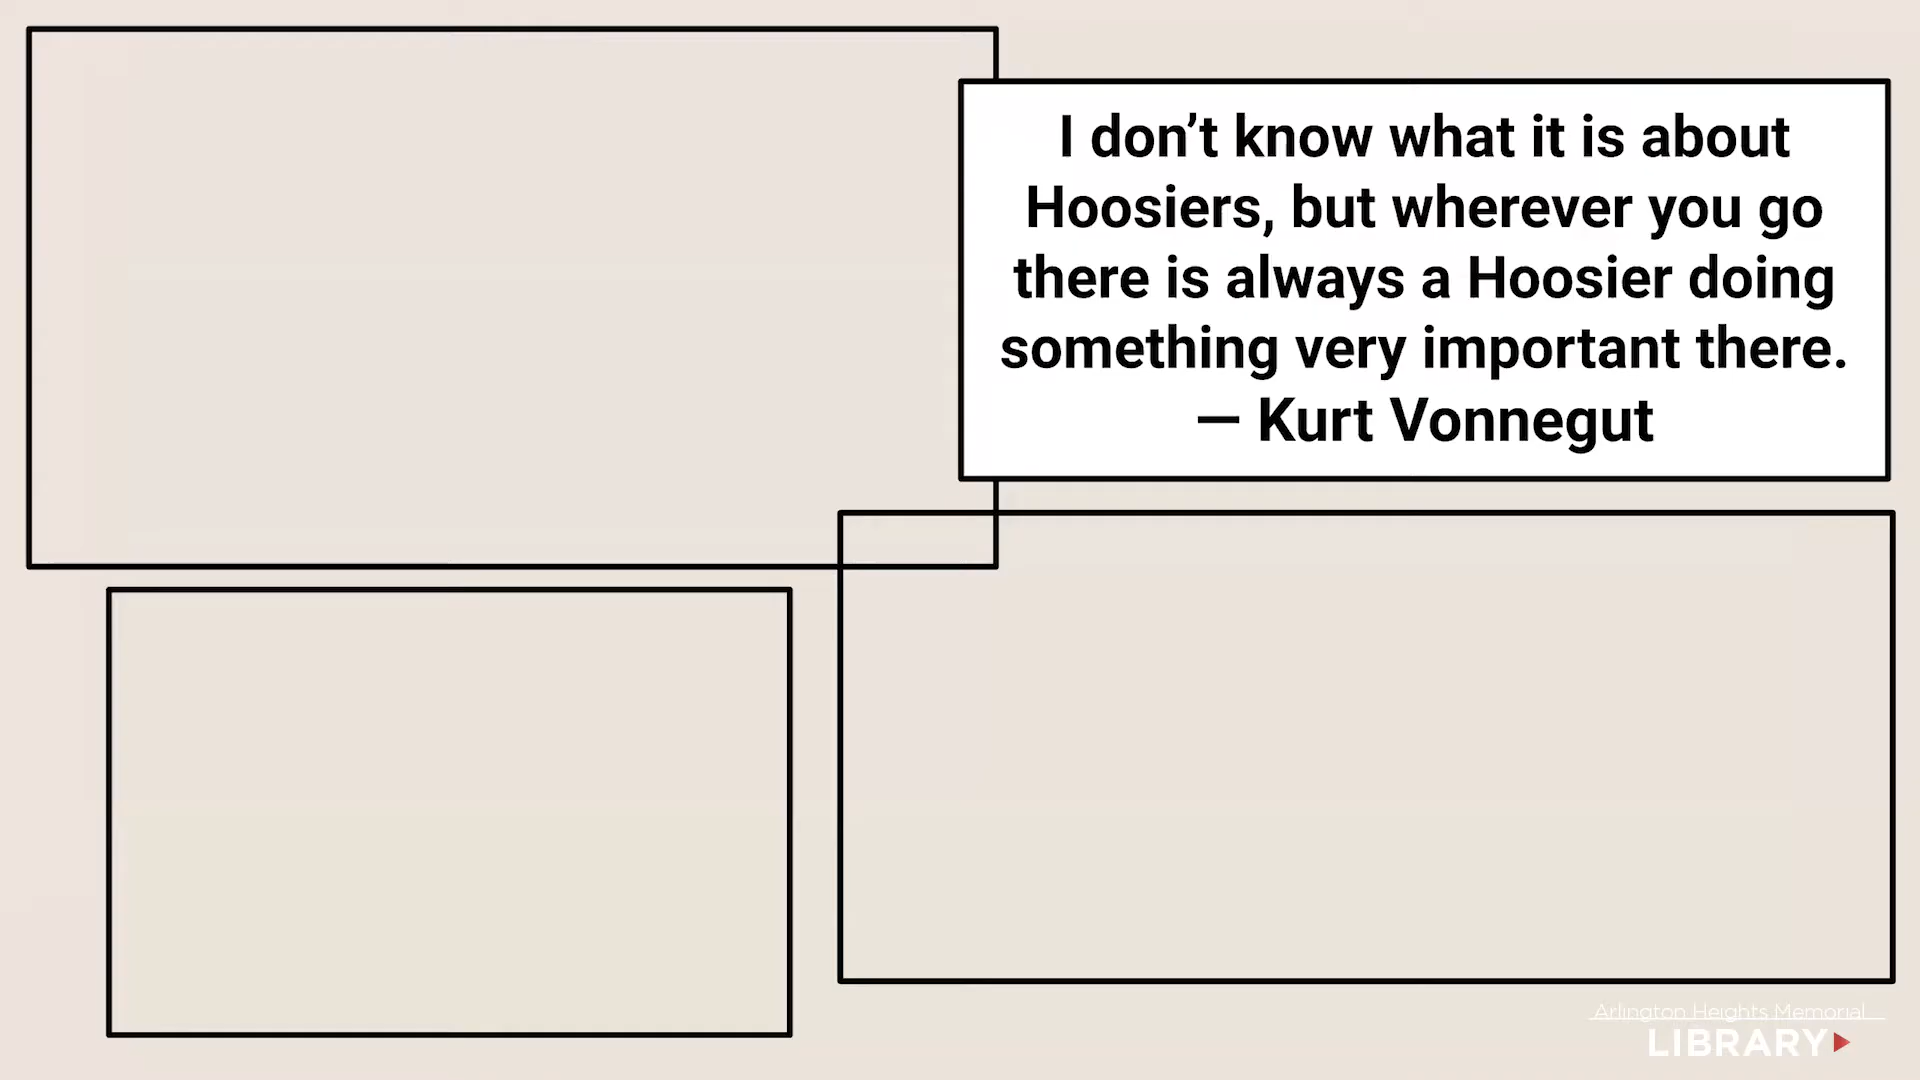 I don’t know what it is about
Hoosiers, but wherever you go
there is always a Hoosier doing
something very important there.
— Kurt Vonnegut
Arlington Heights Memorial
LIBRARY